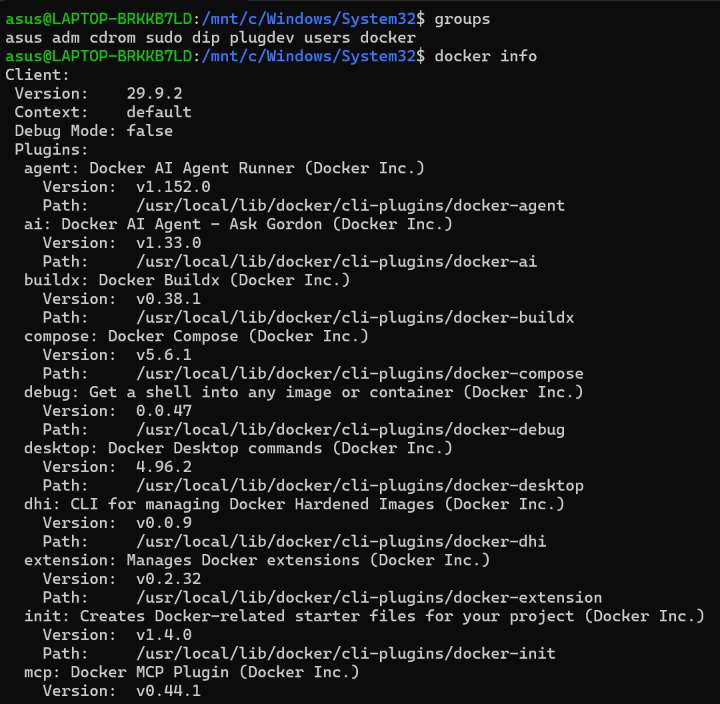 asus@LAPTOP-BRKKB7LD:/mnt/c/Windows/System32$ groups
asus adm cdrom sudo dip plugdev users docker
asus@LAPTOP-BRKKB7LD:/mnt/c/Windows/System32$ docker info
Client:
 Version:    29.9.2
 Context:    default
 Debug Mode: false
 Plugins:
  agent: Docker AI Agent Runner (Docker Inc.)
    Version:  v1.152.0
    Path:     /usr/local/lib/docker/cli-plugins/docker-agent
  ai: Docker AI Agent - Ask Gordon (Docker Inc.)
    Version:  v1.33.0
    Path:     /usr/local/lib/docker/cli-plugins/docker-ai
  buildx: Docker Buildx (Docker Inc.)
    Version:  v0.38.1
    Path:     /usr/local/lib/docker/cli-plugins/docker-buildx
  compose: Docker Compose (Docker Inc.)
    Version:  v5.6.1
    Path:     /usr/local/lib/docker/cli-plugins/docker-compose
  debug: Get a shell into any image or container (Docker Inc.)
    Version:  0.0.47
    Path:     /usr/local/lib/docker/cli-plugins/docker-debug
  desktop: Docker Desktop commands (Docker Inc.)
    Version:  4.96.2
    Path:     /usr/local/lib/docker/cli-plugins/docker-desktop
  dhi: CLI for managing Docker Hardened Images (Docker Inc.)
    Version:  v0.0.9
    Path:     /usr/local/lib/docker/cli-plugins/docker-dhi
  extension: Manages Docker extensions (Docker Inc.)
    Version:  v0.2.32
    Path:     /usr/local/lib/docker/cli-plugins/docker-extension
  init: Creates Docker-related starter files for your project (Docker Inc.)
    Version:  v1.4.0
    Path:     /usr/local/lib/docker/cli-plugins/docker-init
  mcp: Docker MCP Plugin (Docker Inc.)
    Version:  v0.44.1